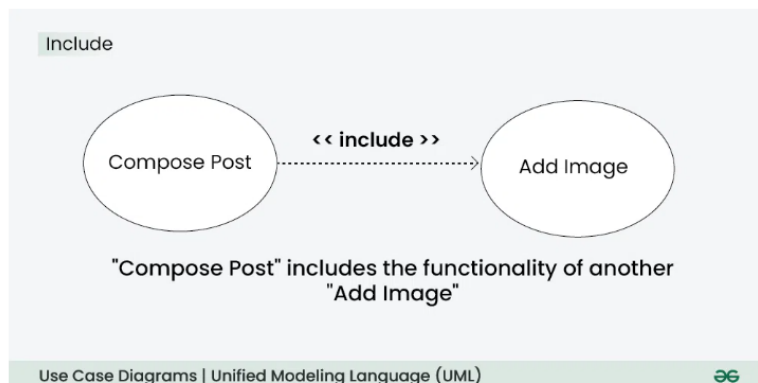 Include
<< include >>
Compose Post
Add Image
"Compose Post" includes the functionality of another
"Add Image"
Use Case Diagrams | Unified Modeling Language (UML)